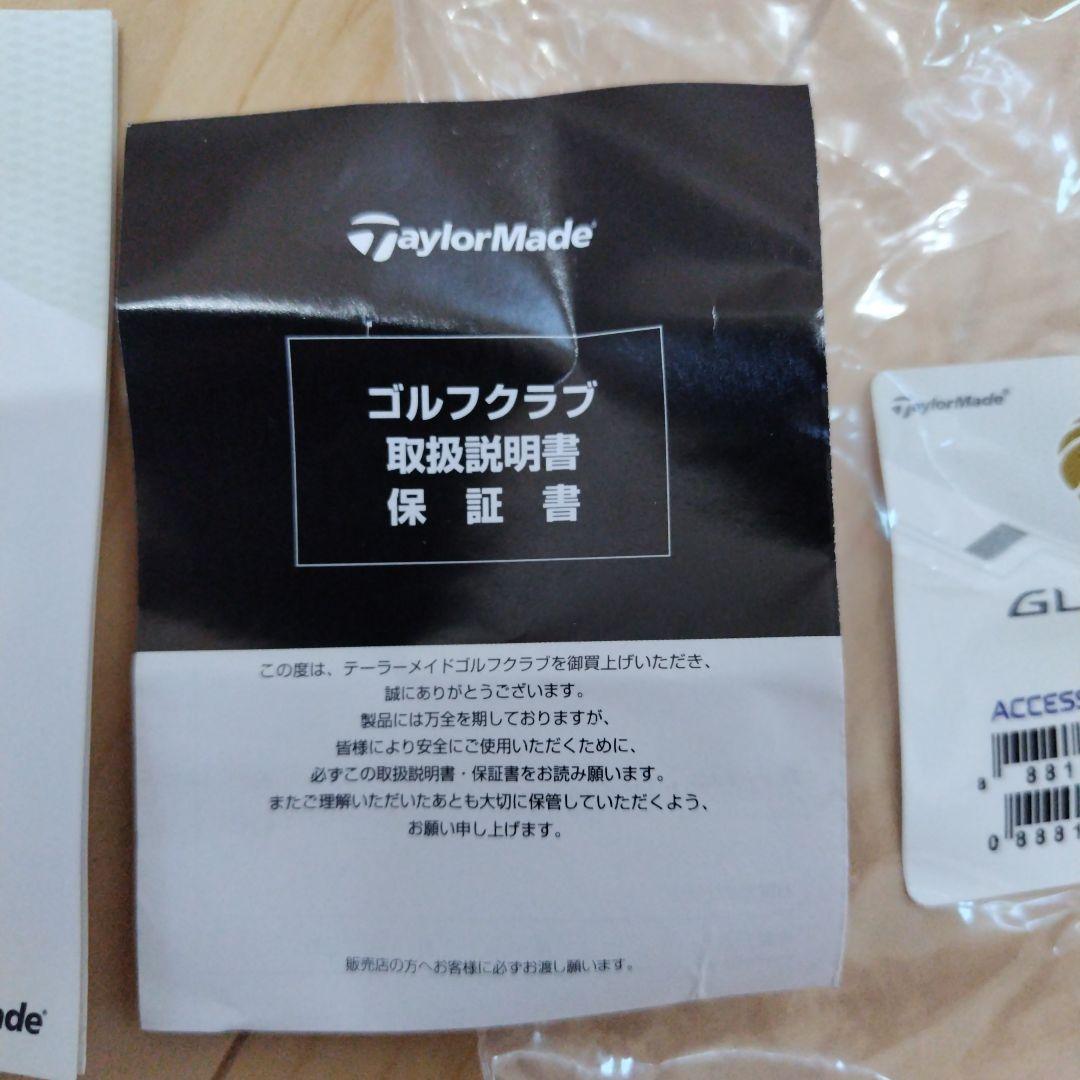 TaylorMade
ゴルフクラブ
取扱説明書
保 証 書
この度は、テーラーメイドゴルフクラブを御買上げいただき、
誠にありがとうございます。
製品には万全を期しておりますが、
皆様により安全にご使用いただくために、
必ずこの取扱説明書・保証書をお読み願います。
またご理解いただいたあとも大切に保管していただくよう、
お願い申し上げます。
販売店の方へお客様に必ずお渡し願います。
ade
TaylorMade
GL
ACCESS
8 881
0 8881